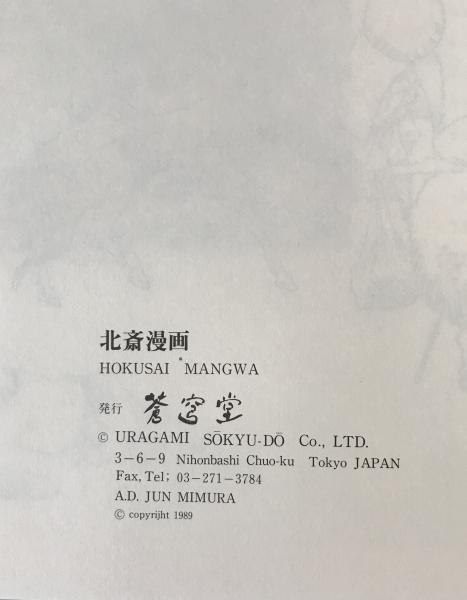 北斎漫画
HOKUSAI MANGWA
発行 蒼穹堂
© URAGAMI SŌKYU-DŌ Co., LTD.
3-6-9 Nihonbashi Chuo-ku Tokyo JAPAN
Fax, Tel; 03-271-3784
A.D. JUN MIMURA
© copyrijht 1989